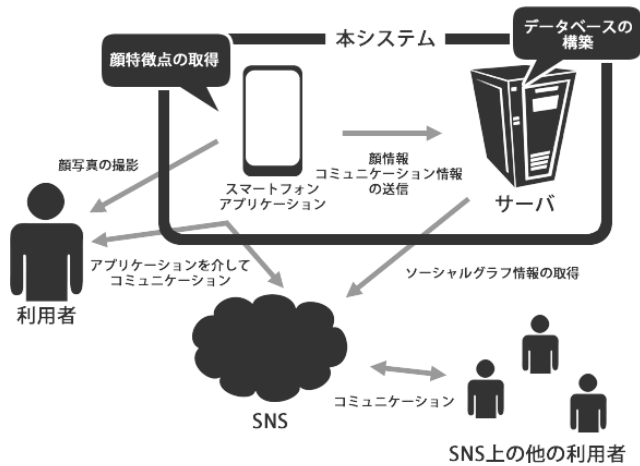 本システム
データベースの
構築
顔特徴点の取得
顔写真の撮影
顔情報
コミュニケーション情報
の送信
スマートフォン
アプリケーション
サーバ
アプリケーションを介して
コミュニケーション
ソーシャルグラフ情報の取得
利用者
コミュニケーション
SNS
SNS上の他の利用者